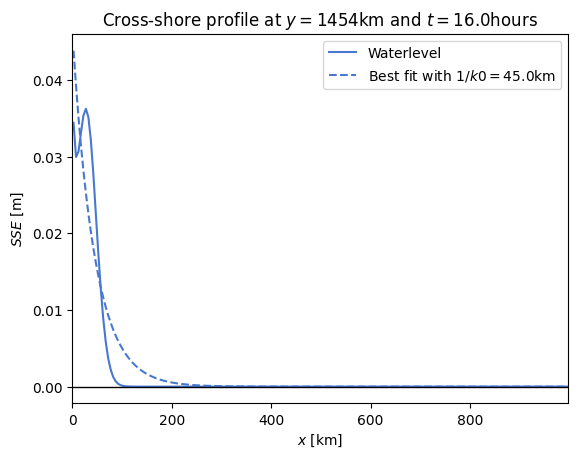 Cross-shore profile at y = 1454km and t = 16.0hours
Waterlevel
Best fit with 1/k0 = 45.0km
0.04
0.03
0.02
0.01
0.00
SSE [m]
0
200
400
600
800
x [km]